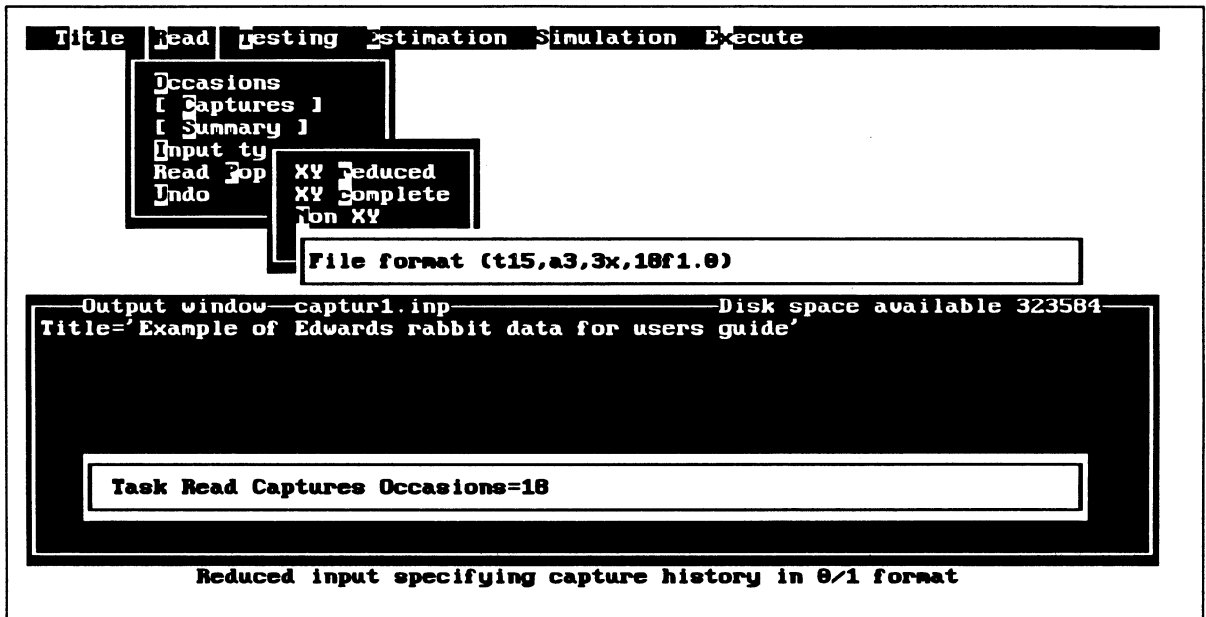 Title Read Testing Estimation Simulation Execute
Occasions
[ Captures ]
[ Summary ]
Input ty
Read Pop
Undo
XY reduced
XY complete
Non XY
File format (t15,a3,3x,18f1.0)
Output window captur1.inp Disk space available 323584
Title='Example of Edwards rabbit data for users guide'
Task Read Captures Occasions=18
Reduced input specifying capture history in 0/1 format